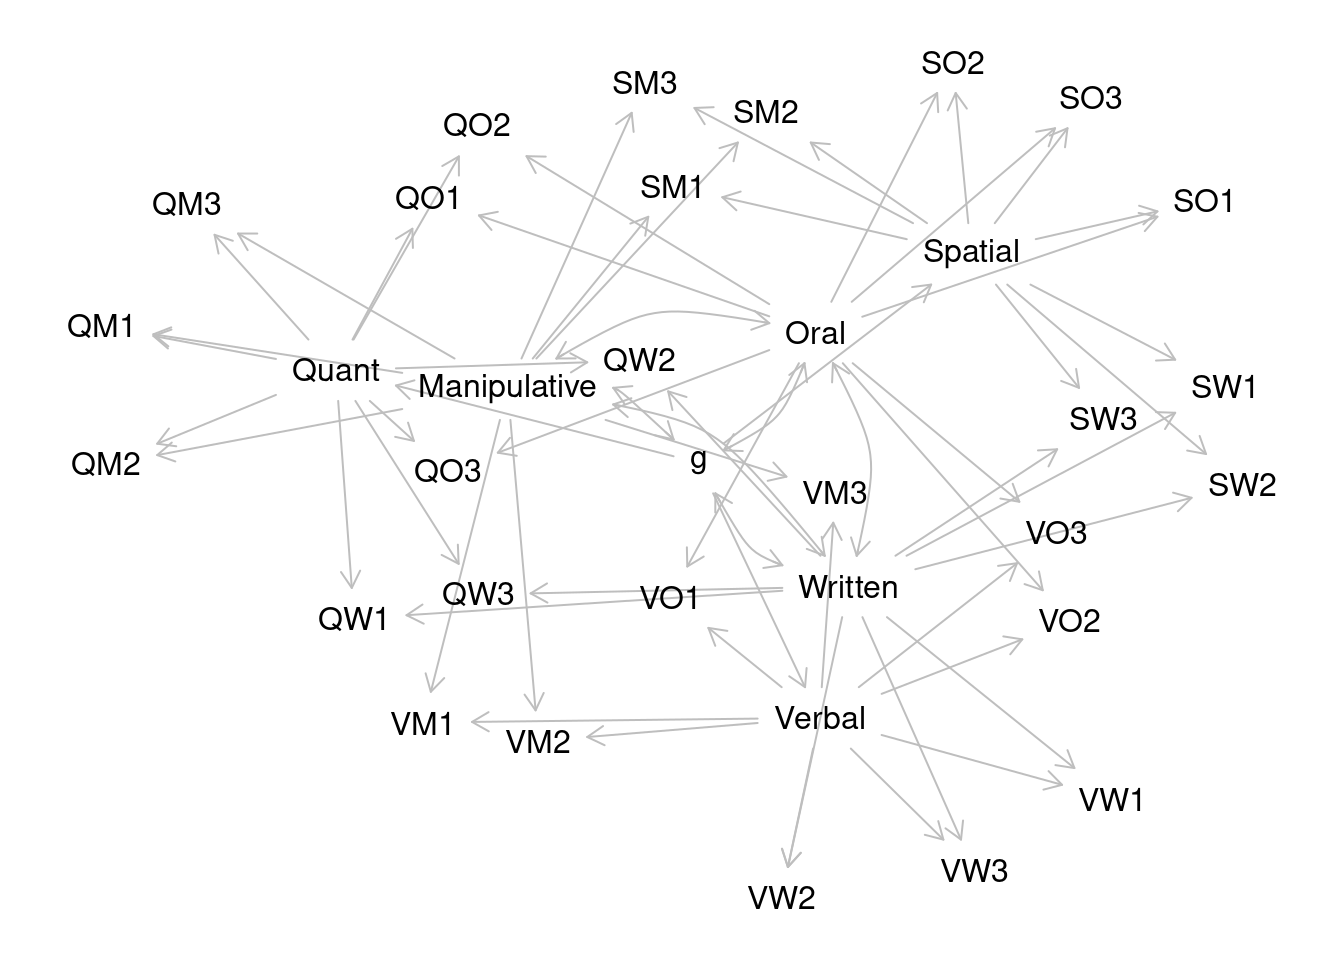 SO2
SM3
SO3
SM2
QO2
SM1
QO1
SO1
QM3
Spatial
QM1
Oral
QW2
Quant
Manipulative
SW1
SW3
g
QM2
QO3
SW2
VM3
VO3
Written
QW3
VO1
QW1
VO2
Verbal
VM1
VM2
VW1
VW3
VW2